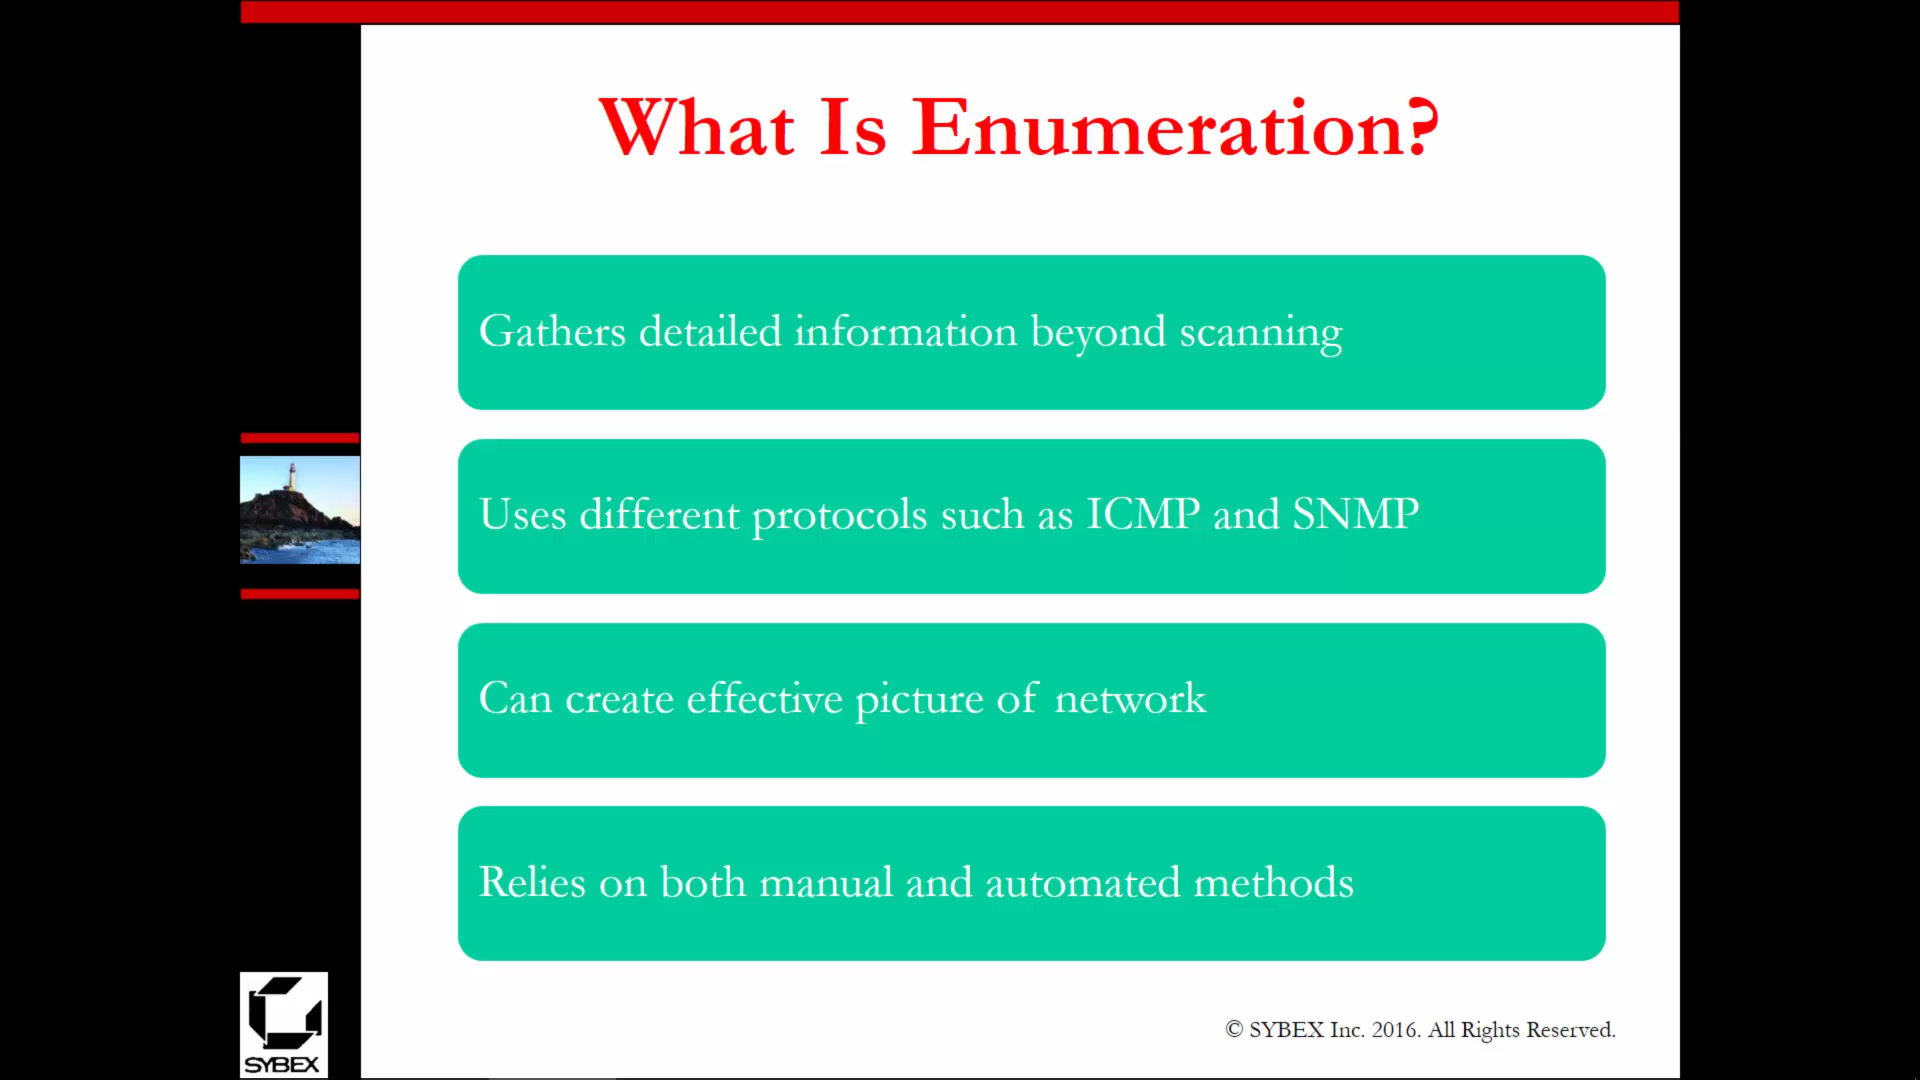 What Is Enumeration?
Gathers detailed information beyond scanning
Uses different protocols such as ICMP and SNMP
Can create effective picture of network
Relies on both manual and automated methods
SYBEX
© SYBEX Inc. 2016. All Rights Reserved.